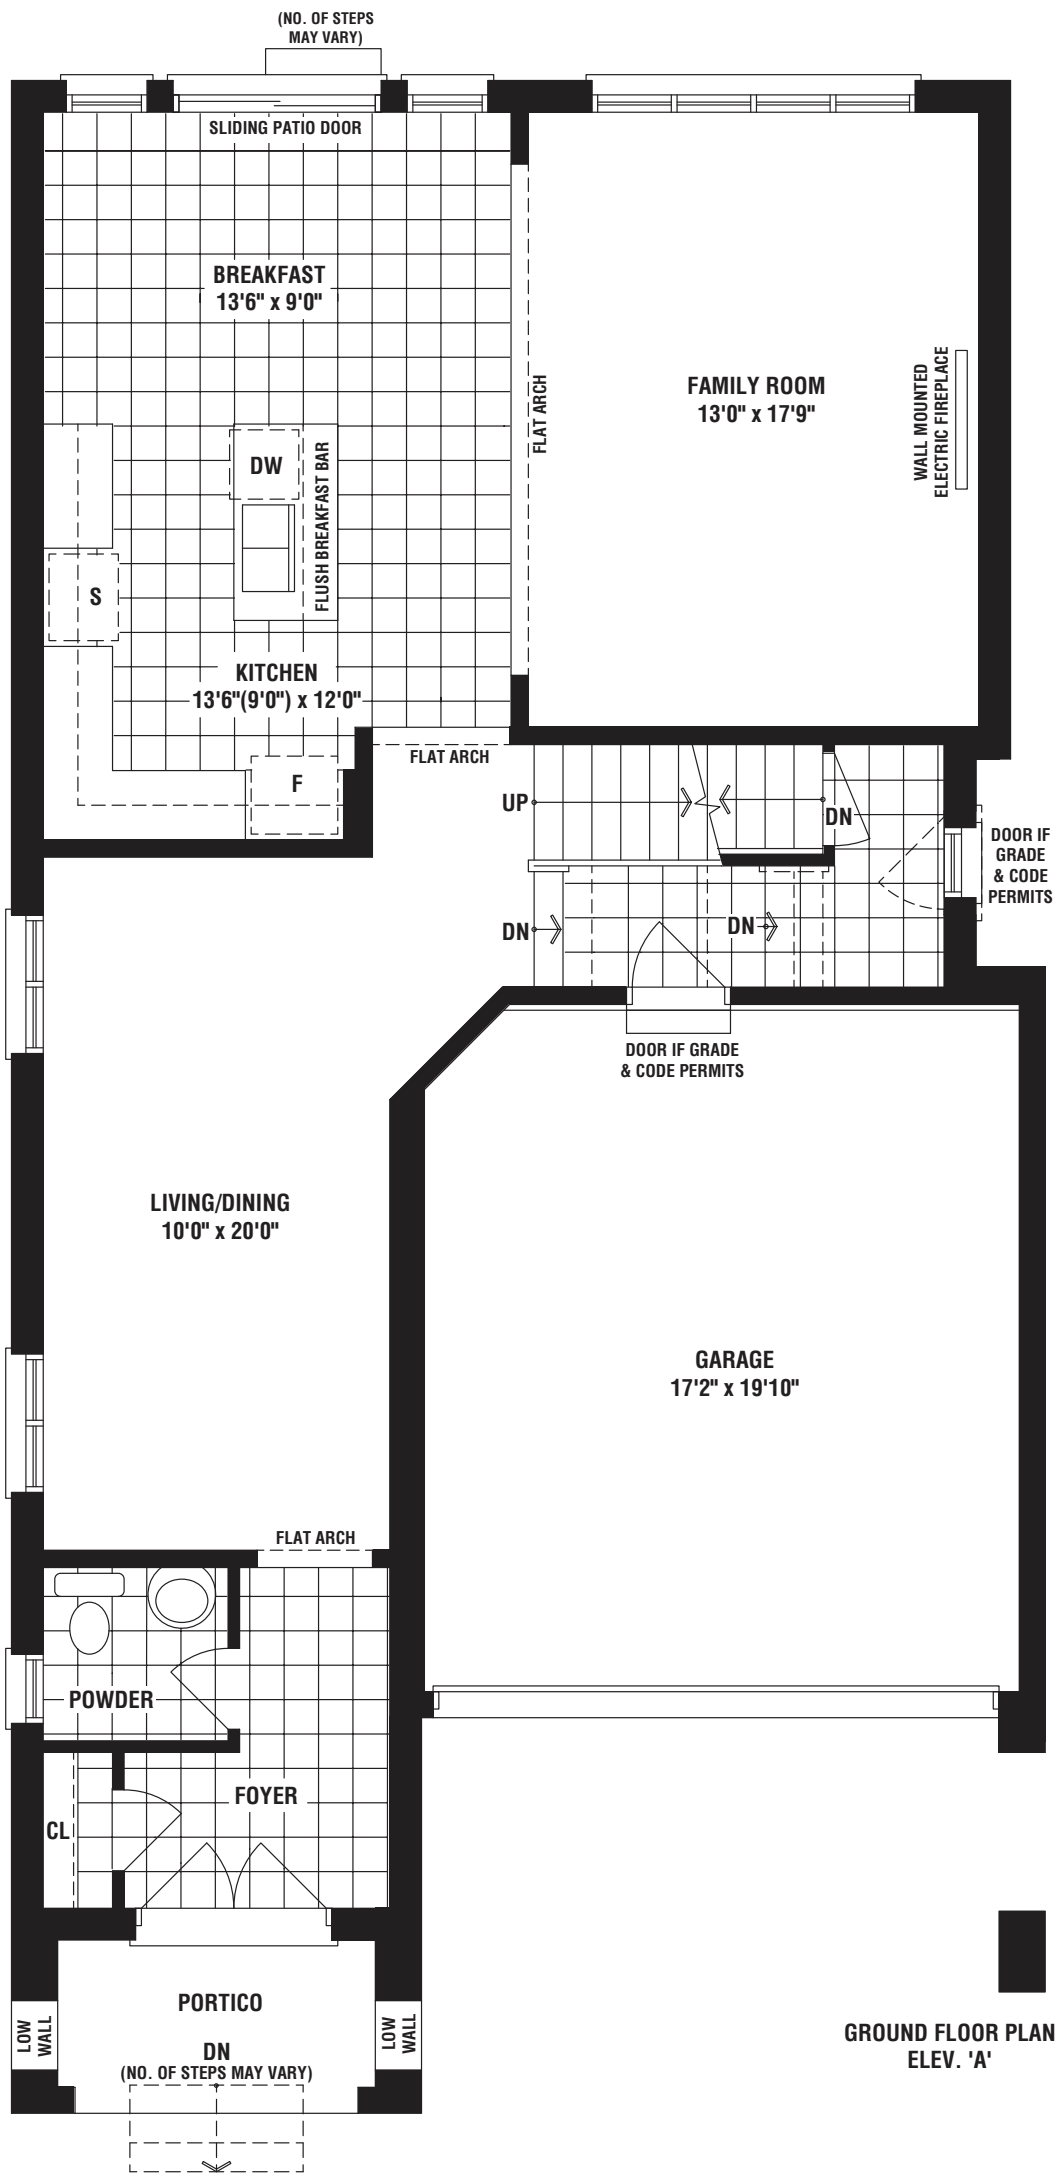 (NO. OF STEPS
MAY VARY)
SLIDING PATIO DOOR
BREAKFAST
13'6" x 9'0"
FLAT ARCH
FAMILY ROOM
13'0" x 17'9"
WALL MOUNTED
ELECTRIC FIREPLACE
DW
FLUSH BREAKFAST BAR
S
KITCHEN
13'6"(9'0") x 12'0"
F
FLAT ARCH
UP
DN
DN
DN
DOOR IF
GRADE
& CODE
PERMITS
DOOR IF GRADE
& CODE PERMITS
LIVING/DINING
10'0" x 20'0"
GARAGE
17'2" x 19'10"
FLAT ARCH
POWDER
FOYER
CL
PORTICO
LOW
WALL
LOW
WALL
DN
(NO. OF STEPS MAY VARY)
GROUND FLOOR PLAN
ELEV. 'A'